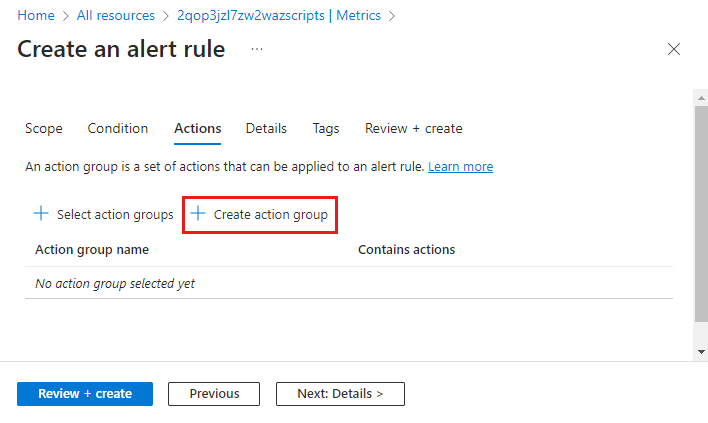 Home > All resources > 2qop3jzl7zw2wazscripts | Metrics >
Create an alert rule ...
Scope Condition Actions Details Tags Review + create
An action group is a set of actions that can be applied to an alert rule. Learn more
+ Select action groups + Create action group
Action group name Contains actions
No action group selected yet
Review + create Previous Next: Details >